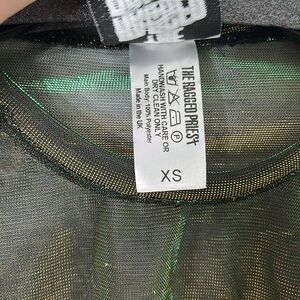 THE RAGGED PRIEST
HANDWASH WITH CARE OR
DRY CLEAN ONLY
Main Body: 100% Polyester
Made in the UK
XS